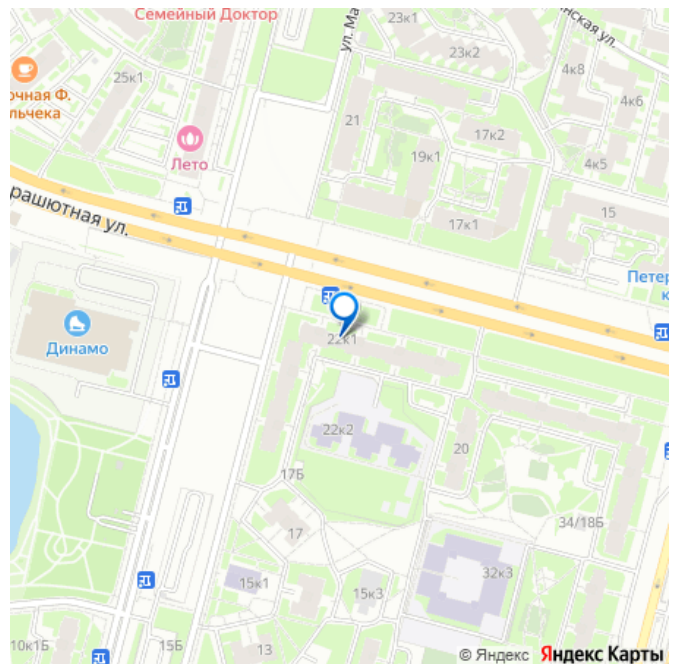 Семейный Доктор
ул. Ма
23к1
нская ул.
23к2
4к8
25к1
4к6
очная Ф.
льчека
21
17к2
Лето
19к1
4к5
17к1
15
рашютная ул.
Петер
к
22к1
Динамо
22к2
20
17Б
34/18Б
17
32к3
15к1
15к3
10к1Б
15Б
13
© Яндекс Яндекс Карты